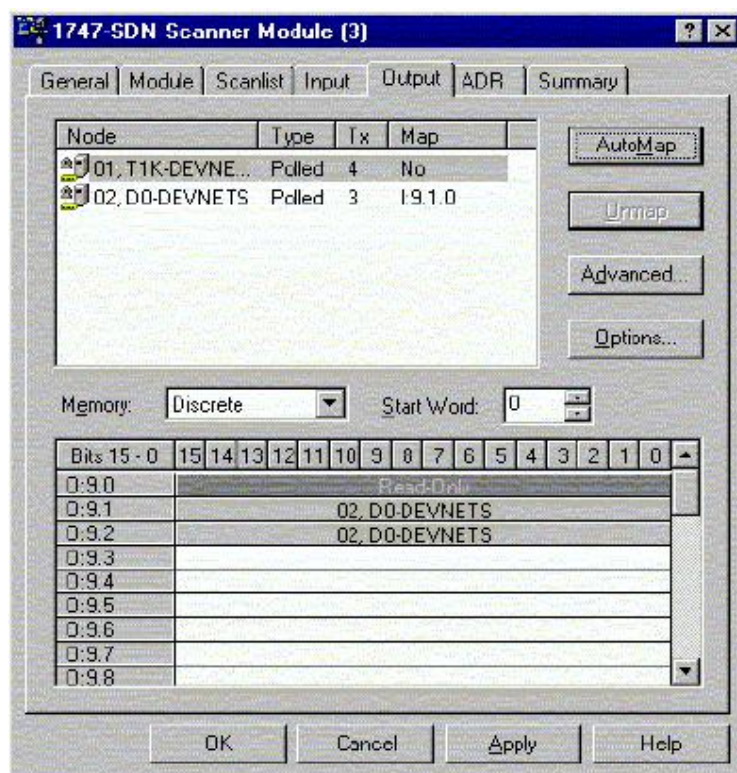 1747-SDN Scanner Module (3)
General Module Scanlist Input Output ADR Summary
Node Type Tx Map
01, T1K-DEVNE... Polled 4 No
02, D0-DEVNETS Polled 3 I:9.1.0
AutoMap
Unmap
Advanced...
Options...
Memory: Discrete Start Word: 0
Bits 15 - 0 15 14 13 12 11 10 9 8 7 6 5 4 3 2 1 0
O:9.0 Read-Only
O:9.1 02, D0-DEVNETS
O:9.2 02, D0-DEVNETS
O:9.3
O:9.4
O:9.5
O:9.6
O:9.7
O:9.8
OK Cancel Apply Help